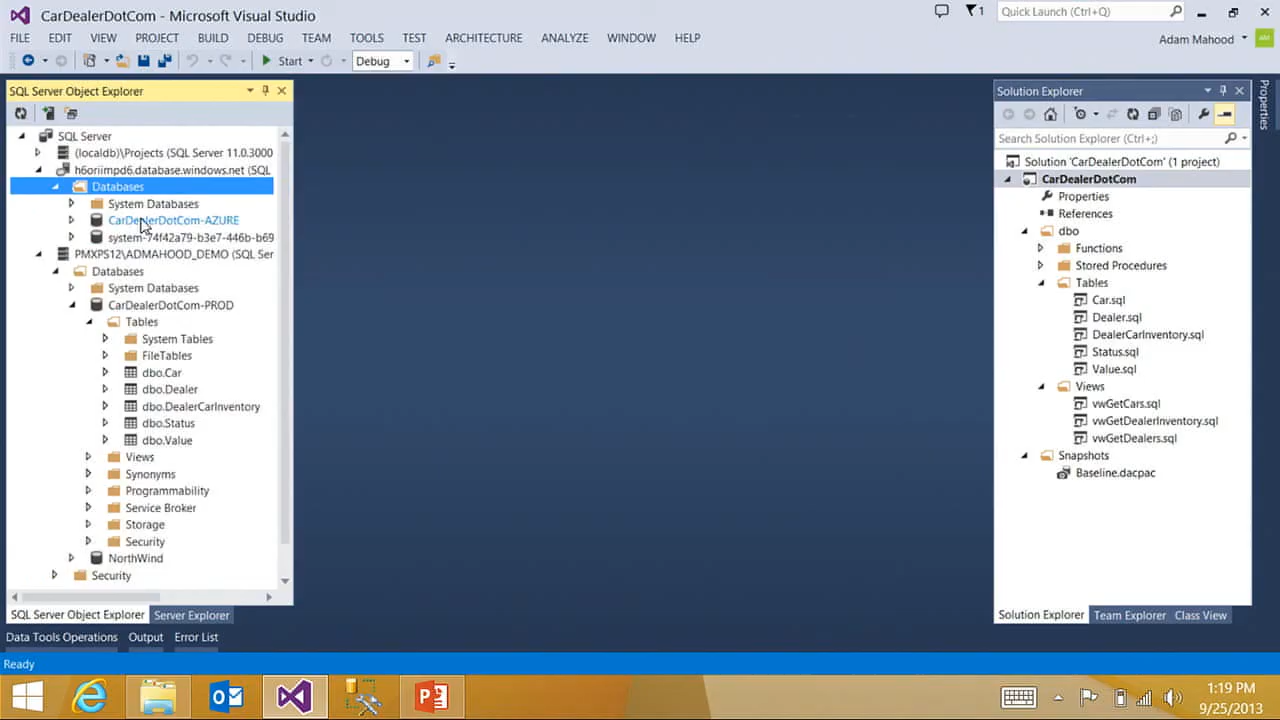 CarDealerDotCom - Microsoft Visual Studio
1
Quick Launch (Ctrl+Q)
FILE EDIT VIEW PROJECT BUILD DEBUG TEAM TOOLS TEST ARCHITECTURE ANALYZE WINDOW HELP
Adam Mahood
AM
Start
Debug
SQL Server Object Explorer
SQL Server
(localdb)\Projects (SQL Server 11.0.3000
h6oriimpd6.database.windows.net (SQL
Databases
System Databases
CarDealerDotCom-AZURE
system-74f42a79-b3e7-446b-b69
PMXPS12\ADMAHOOD_DEMO (SQL Ser
Databases
System Databases
CarDealerDotCom-PROD
Tables
System Tables
FileTables
dbo.Car
dbo.Dealer
dbo.DealerCarInventory
dbo.Status
dbo.Value
Views
Synonyms
Programmability
Service Broker
Storage
Security
NorthWind
Security
SQL Server Object Explorer
Server Explorer
Solution Explorer
Search Solution Explorer (Ctrl+;)
Solution 'CarDealerDotCom' (1 project)
CarDealerDotCom
Properties
References
dbo
Functions
Stored Procedures
Tables
Car.sql
Dealer.sql
DealerCarInventory.sql
Status.sql
Value.sql
Views
vwGetCars.sql
vwGetDealerInventory.sql
vwGetDealers.sql
Snapshots
Baseline.dacpac
Solution Explorer
Team Explorer
Class View
Properties
Data Tools Operations
Output
Error List
Ready
1:19 PM
9/25/2013